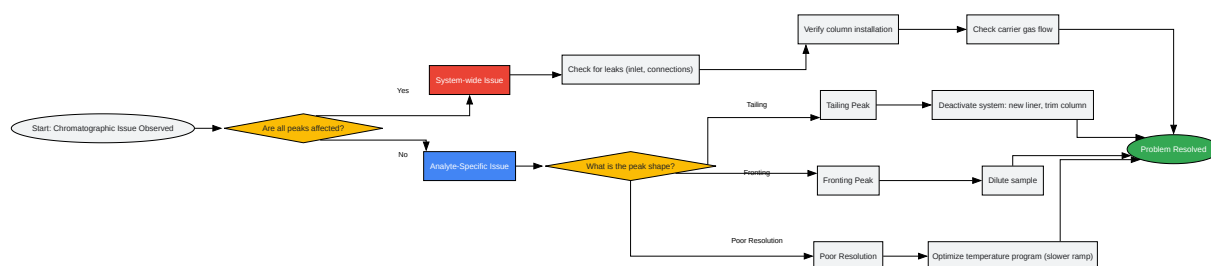 Start: Chromatographic Issue Observed
Are all peaks affected?
Yes
System-wide Issue
Check for leaks (inlet, connections)
Verify column installation
Check carrier gas flow
No
Analyte-Specific Issue
What is the peak shape?
Tailing
Tailing Peak
Deactivate system: new liner, trim column
Fronting
Fronting Peak
Dilute sample
Poor Resolution
Poor Resolution
Optimize temperature program (slower ramp)
Problem Resolved